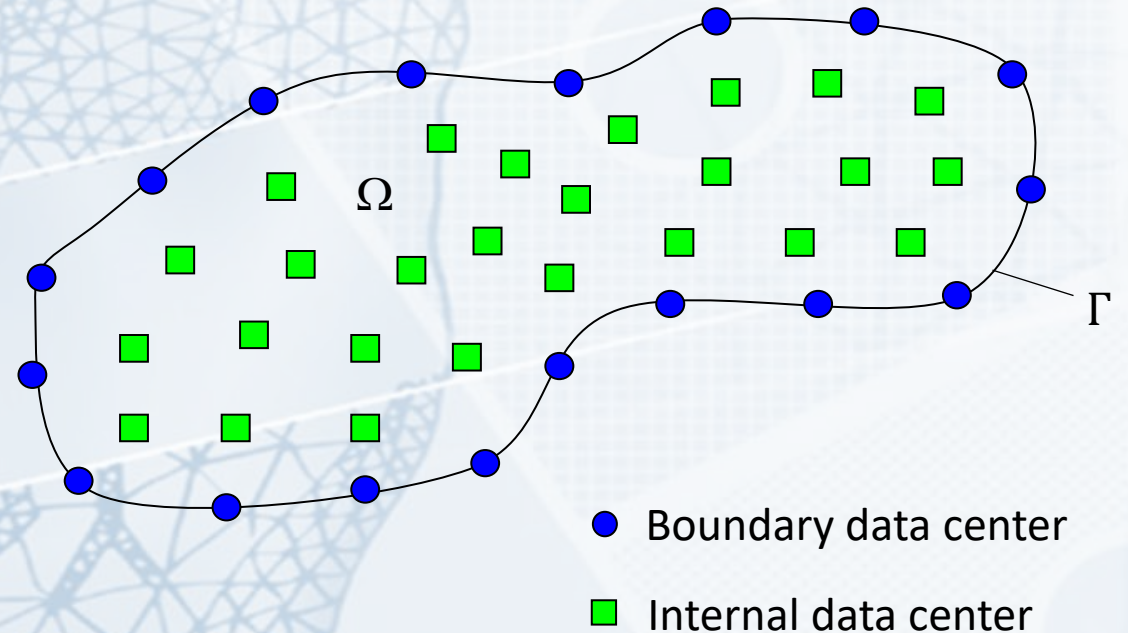 Ω
Γ
Boundary data center
Internal data center